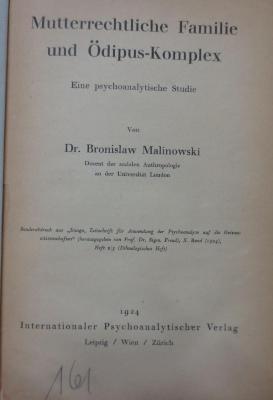 Mutterrechtliche Familie
und Ödipus-Komplex
Eine psychoanalytische Studie
Von
Dr. Bronislaw Malinowski
Dozent der sozialen Anthropologie
an der Universität London
Sonderabdruck aus „Imago, Zeitschrift für Anwendung der Psychoanalyse auf die Geistes-
wissenschaften“ (herausgegeben von Prof. Dr. Sigm. Freud), X. Band (1924),
Heft 2/3 (Ethnologisches Heft)
1924
Internationaler Psychoanalytischer Verlag
Leipzig / Wien / Zürich
161